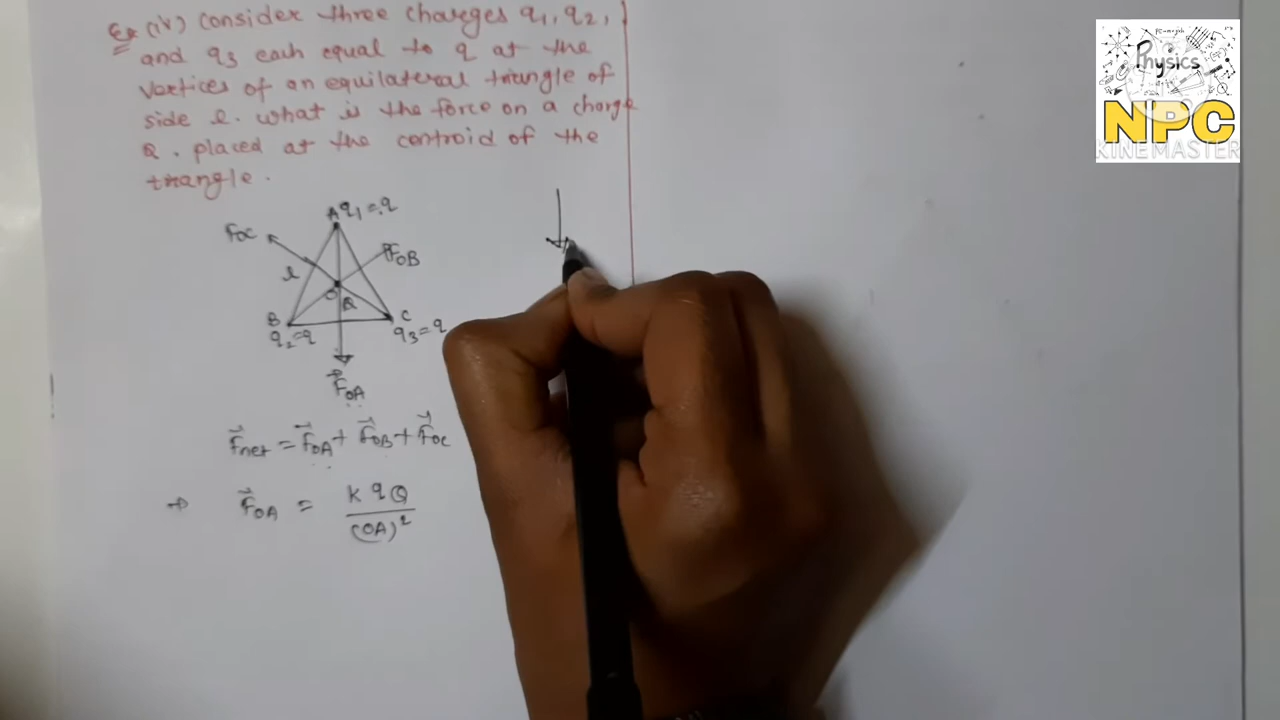 Ex (iv) consider three charges q1, q2,
and q3 each equal to q at the
vertices of an equilateral triangle of
side l. what is the force on a charge
Q. placed at the centroid of the
triangle.
A q1 = q
FOC
FOB
l
O
Q
B
C
q2=q
q3=q
FOA
Fnet = FOA + FOB + FOC
→ FOA = K q Q / (OA)²
Physics
NPC
KINEMASTER